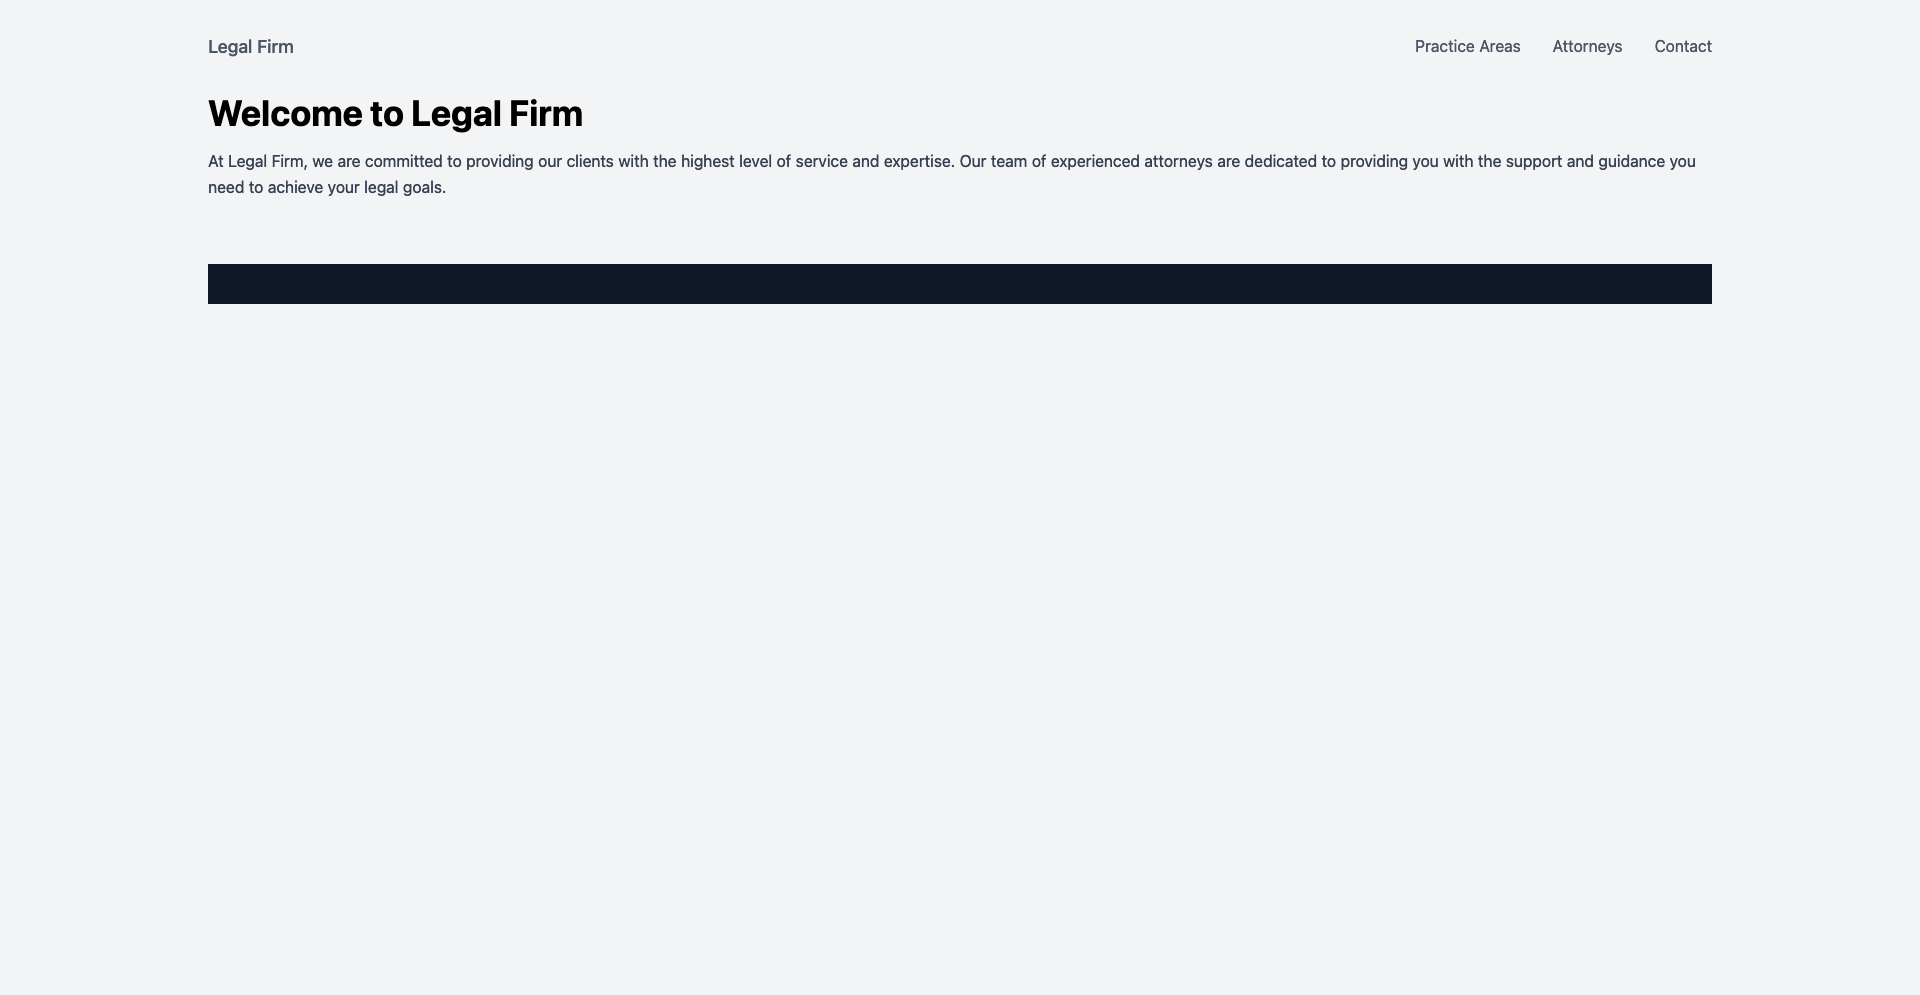 Legal Firm
Practice Areas
Attorneys
Contact
Welcome to Legal Firm
At Legal Firm, we are committed to providing our clients with the highest level of service and expertise. Our team of experienced attorneys are dedicated to providing you with the support and guidance you
need to achieve your legal goals.